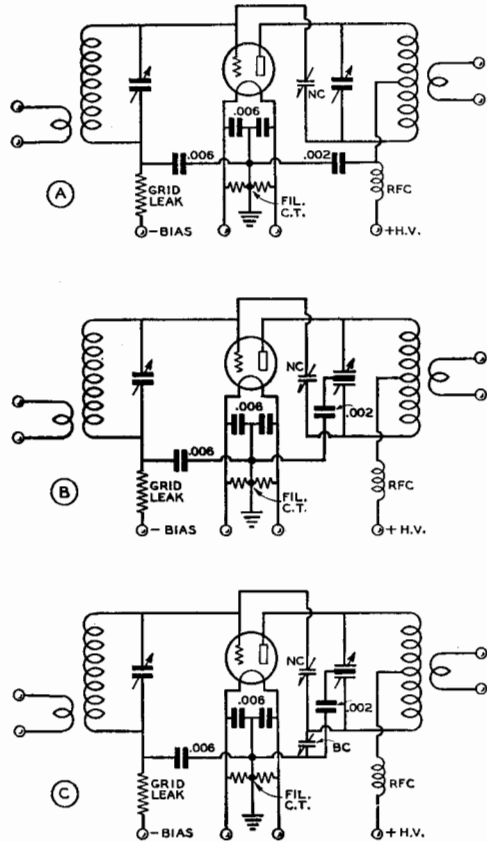 NC
.006
.006
.002
A
GRID
LEAK
FIL.
C.T.
RFC
–BIAS
+H.V.
NC
.006
.002
.006
B
GRID
LEAK
FIL.
C.T.
RFC
– BIAS
+ H.V.
NC
.006
.002
.006
BC
C
GRID
LEAK
FIL.
C.T.
RFC
–BIAS
+H.V.